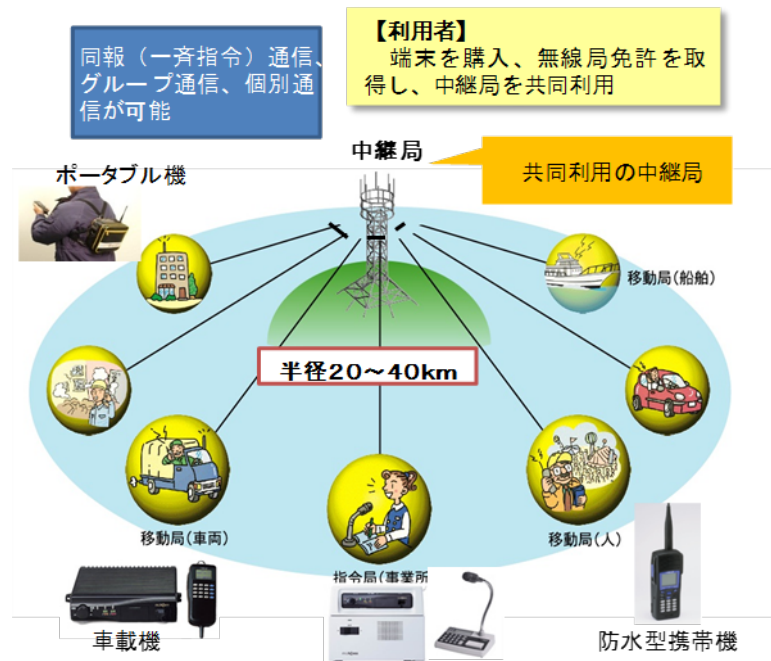 同報（一斉指令）通信、
グループ通信、個別通
信が可能
【利用者】
端末を購入、無線局免許を取
得し、中継局を共同利用
中継局
共同利用の中継局
ポータブル機
移動局(船舶)
半径20～40km
移動局(車両)
移動局(人)
指令局(事業所
車載機
防水型携帯機